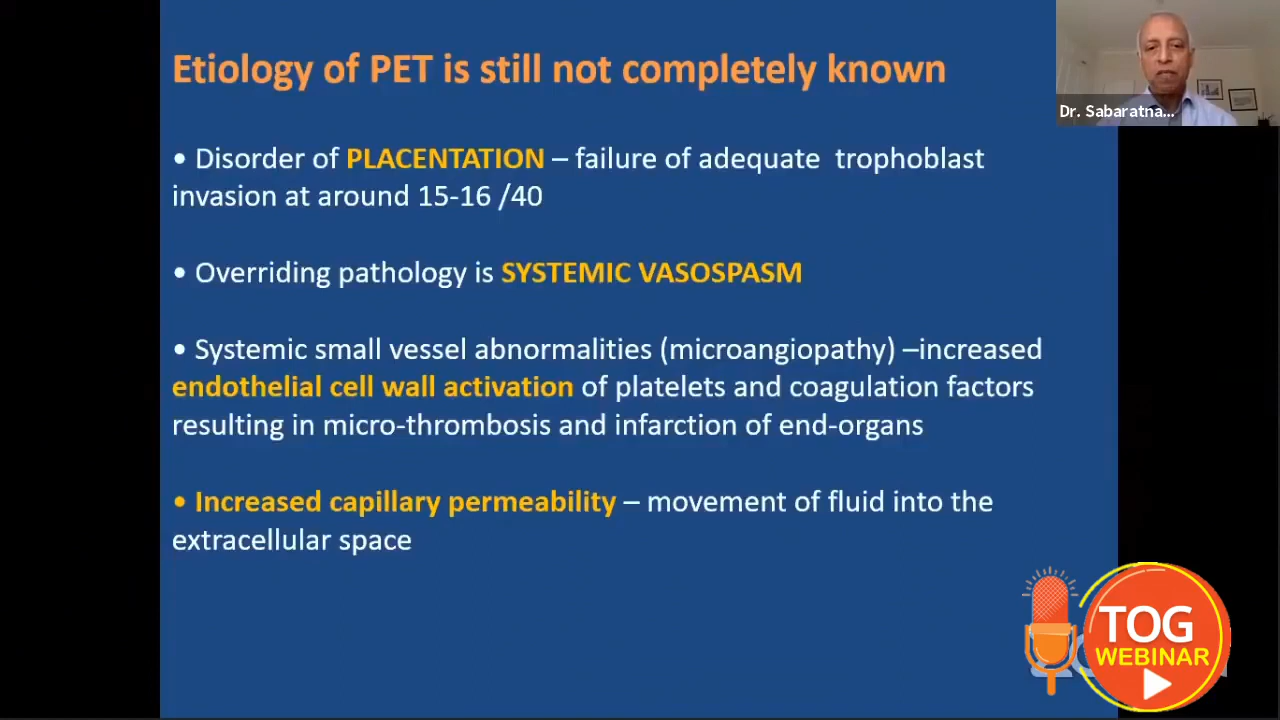 Etiology of PET is still not completely known
Dr. Sabaratna...
• Disorder of PLACENTATION – failure of adequate trophoblast
invasion at around 15-16 /40
• Overriding pathology is SYSTEMIC VASOSPASM
• Systemic small vessel abnormalities (microangiopathy) –increased
endothelial cell wall activation of platelets and coagulation factors
resulting in micro-thrombosis and infarction of end-organs
• Increased capillary permeability – movement of fluid into the
extracellular space
TOG
WEBINAR